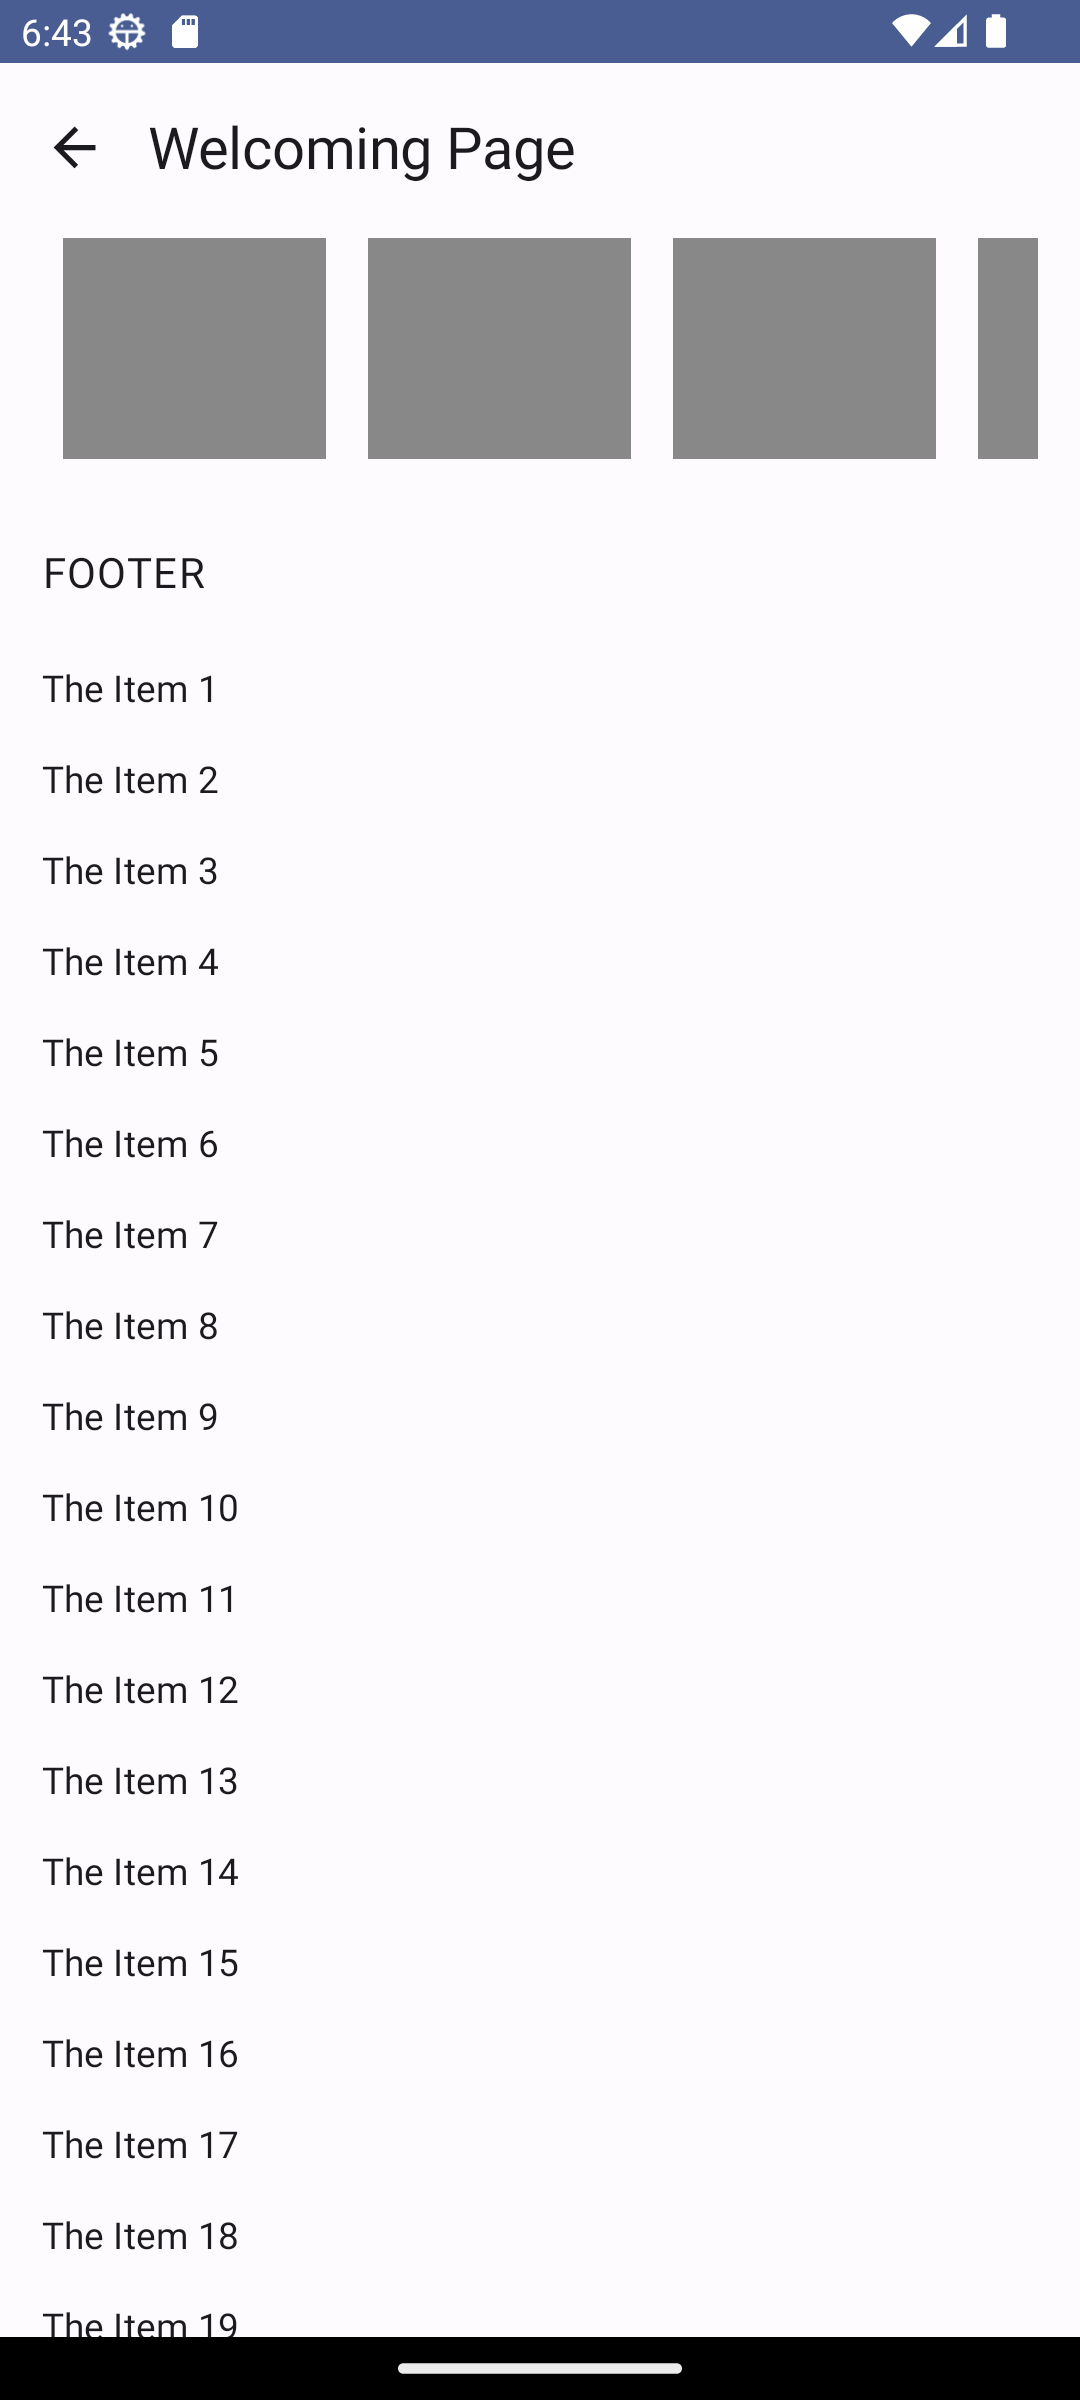 6:43
Welcoming Page
FOOTER
The Item 1
The Item 2
The Item 3
The Item 4
The Item 5
The Item 6
The Item 7
The Item 8
The Item 9
The Item 10
The Item 11
The Item 12
The Item 13
The Item 14
The Item 15
The Item 16
The Item 17
The Item 18
The Item 19